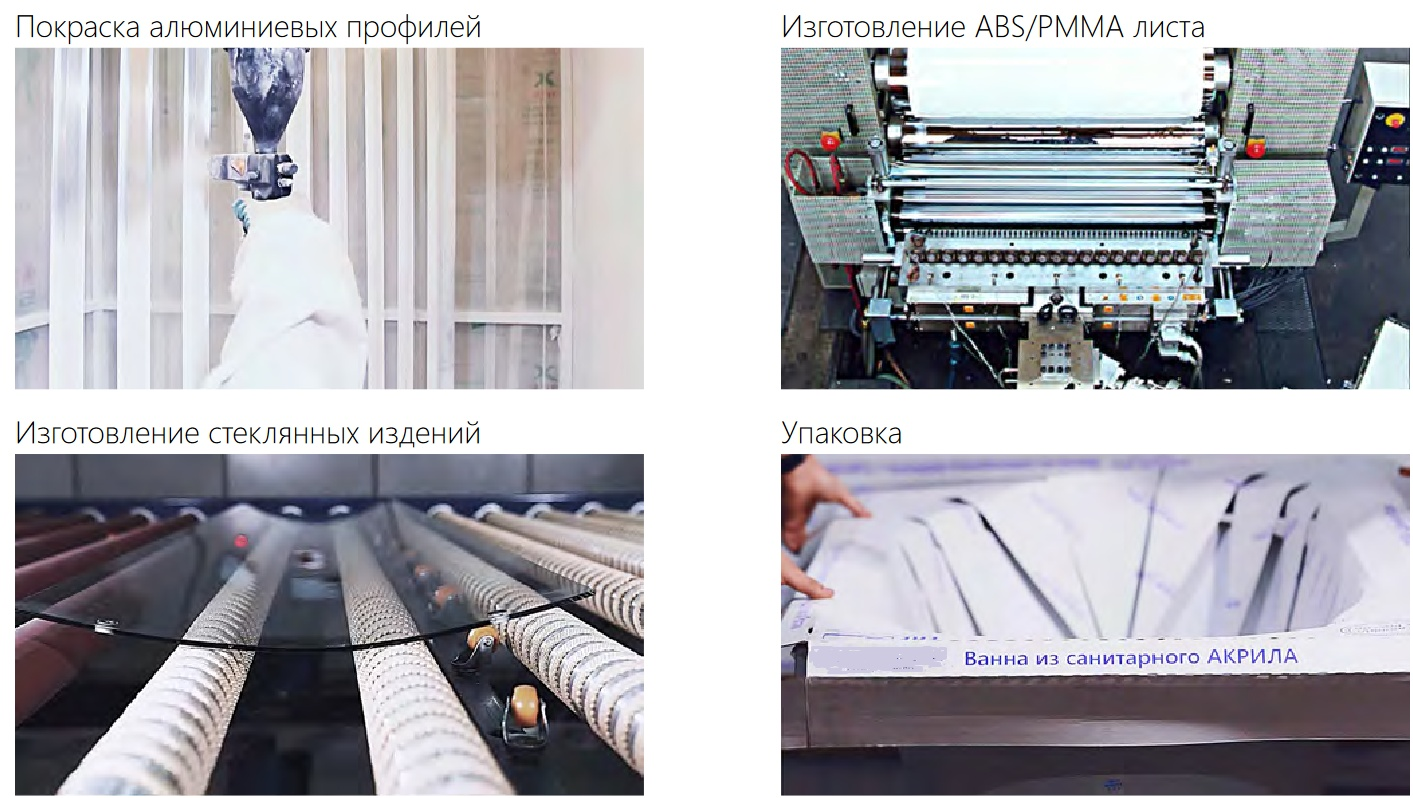 Покраска алюминиевых профилей
Изготовление ABS/PMMA листа
Изготовление стеклянных изделий
Упаковка
Ванна из санитарного АКРИЛА